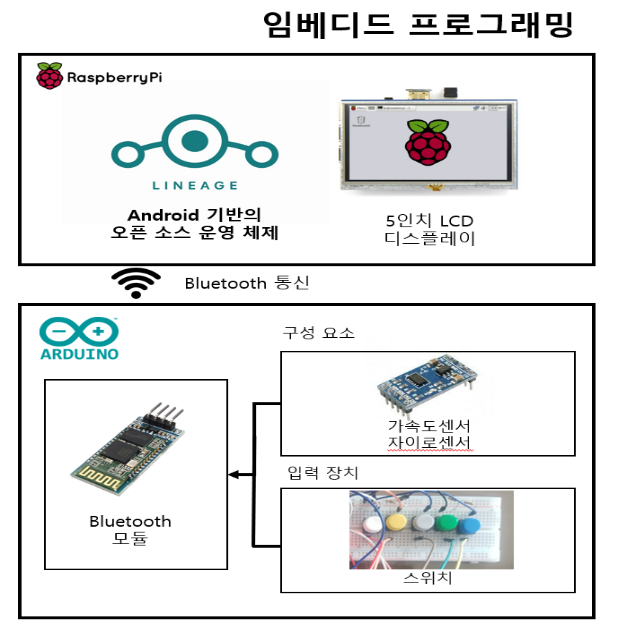 임베디드 프로그래밍
RaspberryPi
LINEAGE
Android 기반의
오픈 소스 운영 체제
5인치 LCD
디스플레이
Bluetooth 통신
ARDUINO
구성 요소
가속도센서
자이로센서
입력 장치
Bluetooth
모듈
스위치